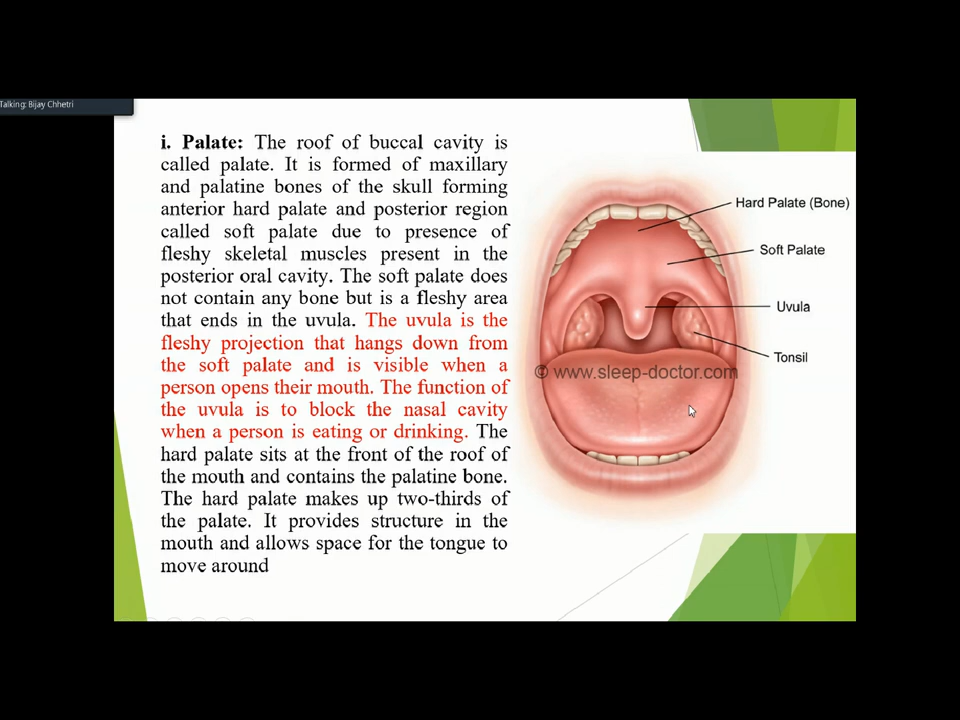 Talking: Bijay Chhetri
i. Palate: The roof of buccal cavity is
called palate. It is formed of maxillary
and palatine bones of the skull forming
anterior hard palate and posterior region
called soft palate due to presence of
fleshy skeletal muscles present in the
posterior oral cavity. The soft palate does
not contain any bone but is a fleshy area
that ends in the uvula. The uvula is the
fleshy projection that hangs down from
the soft palate and is visible when a
person opens their mouth. The function of
the uvula is to block the nasal cavity
when a person is eating or drinking. The
hard palate sits at the front of the roof of
the mouth and contains the palatine bone.
The hard palate makes up two-thirds of
the palate. It provides structure in the
mouth and allows space for the tongue to
move around
Hard Palate (Bone)
Soft Palate
Uvula
Tonsil
© www.sleep-doctor.com